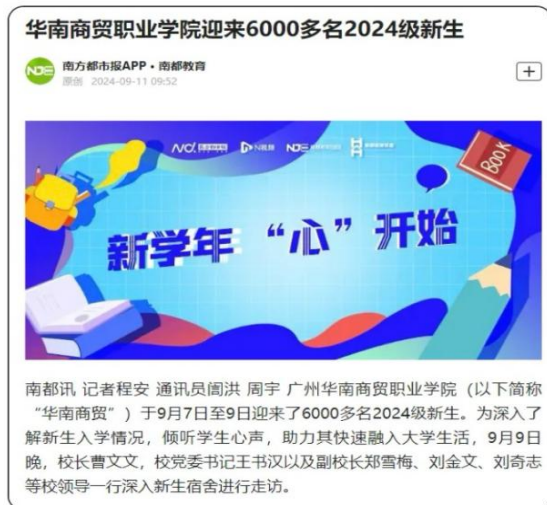 华南商贸职业学院迎来6000多名2024级新生
南方都市报APP • 南都教育
原创 2024-09-11 09:52
NDE
N视频
NDE
BOOK
新学年 “心” 开始
南都讯 记者程安 通讯员訚洪 周宇 广州华南商贸职业学院（以下简称
“华南商贸”）于9月7日至9日迎来了6000多名2024级新生。为深入了
解新生入学情况，倾听学生心声，助力其快速融入大学生活，9月9日
晚，校长曹文文，校党委书记王书汉以及副校长郑雪梅、刘金文、刘奇志
等校领导一行深入新生宿舍进行走访。